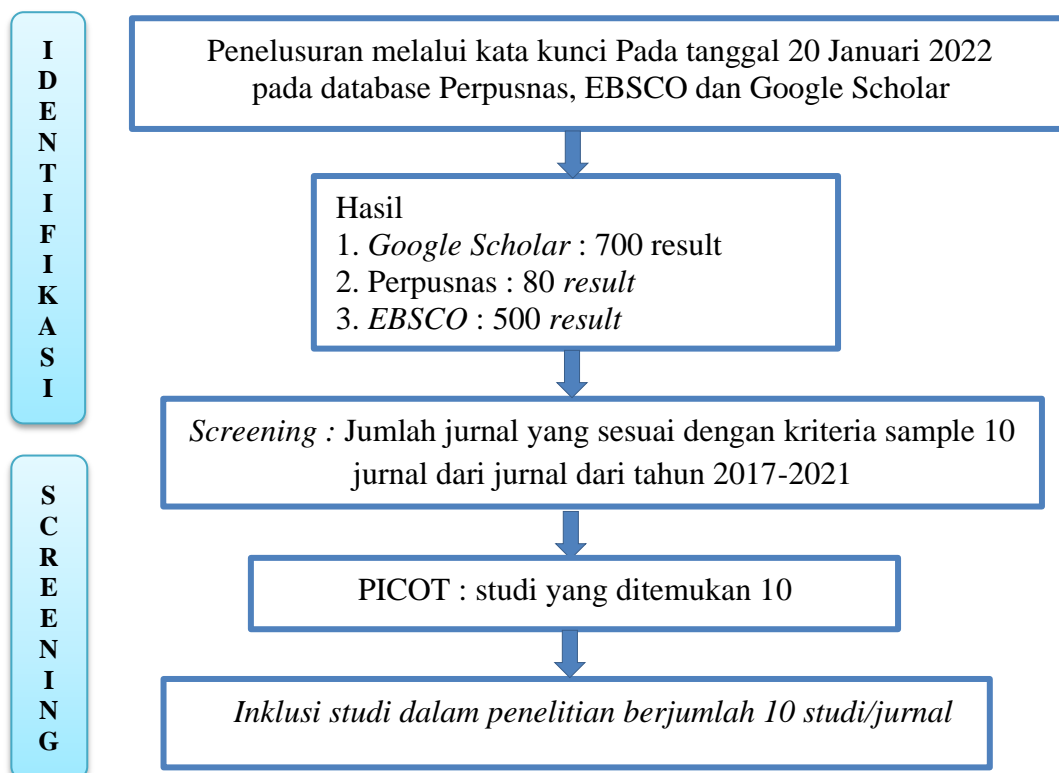 IDENTIFIKASI
Penelusuran melalui kata kunci Pada tanggal 20 Januari 2022
pada database Perpusnas, EBSCO dan Google Scholar
Hasil
1. Google Scholar : 700 result
2. Perpusnas : 80 result
3. EBSCO : 500 result
Screening : Jumlah jurnal yang sesuai dengan kriteria sample 10
jurnal dari jurnal dari tahun 2017-2021
SCREENING
PICOT : studi yang ditemukan 10
Inklusi studi dalam penelitian berjumlah 10 studi/jurnal